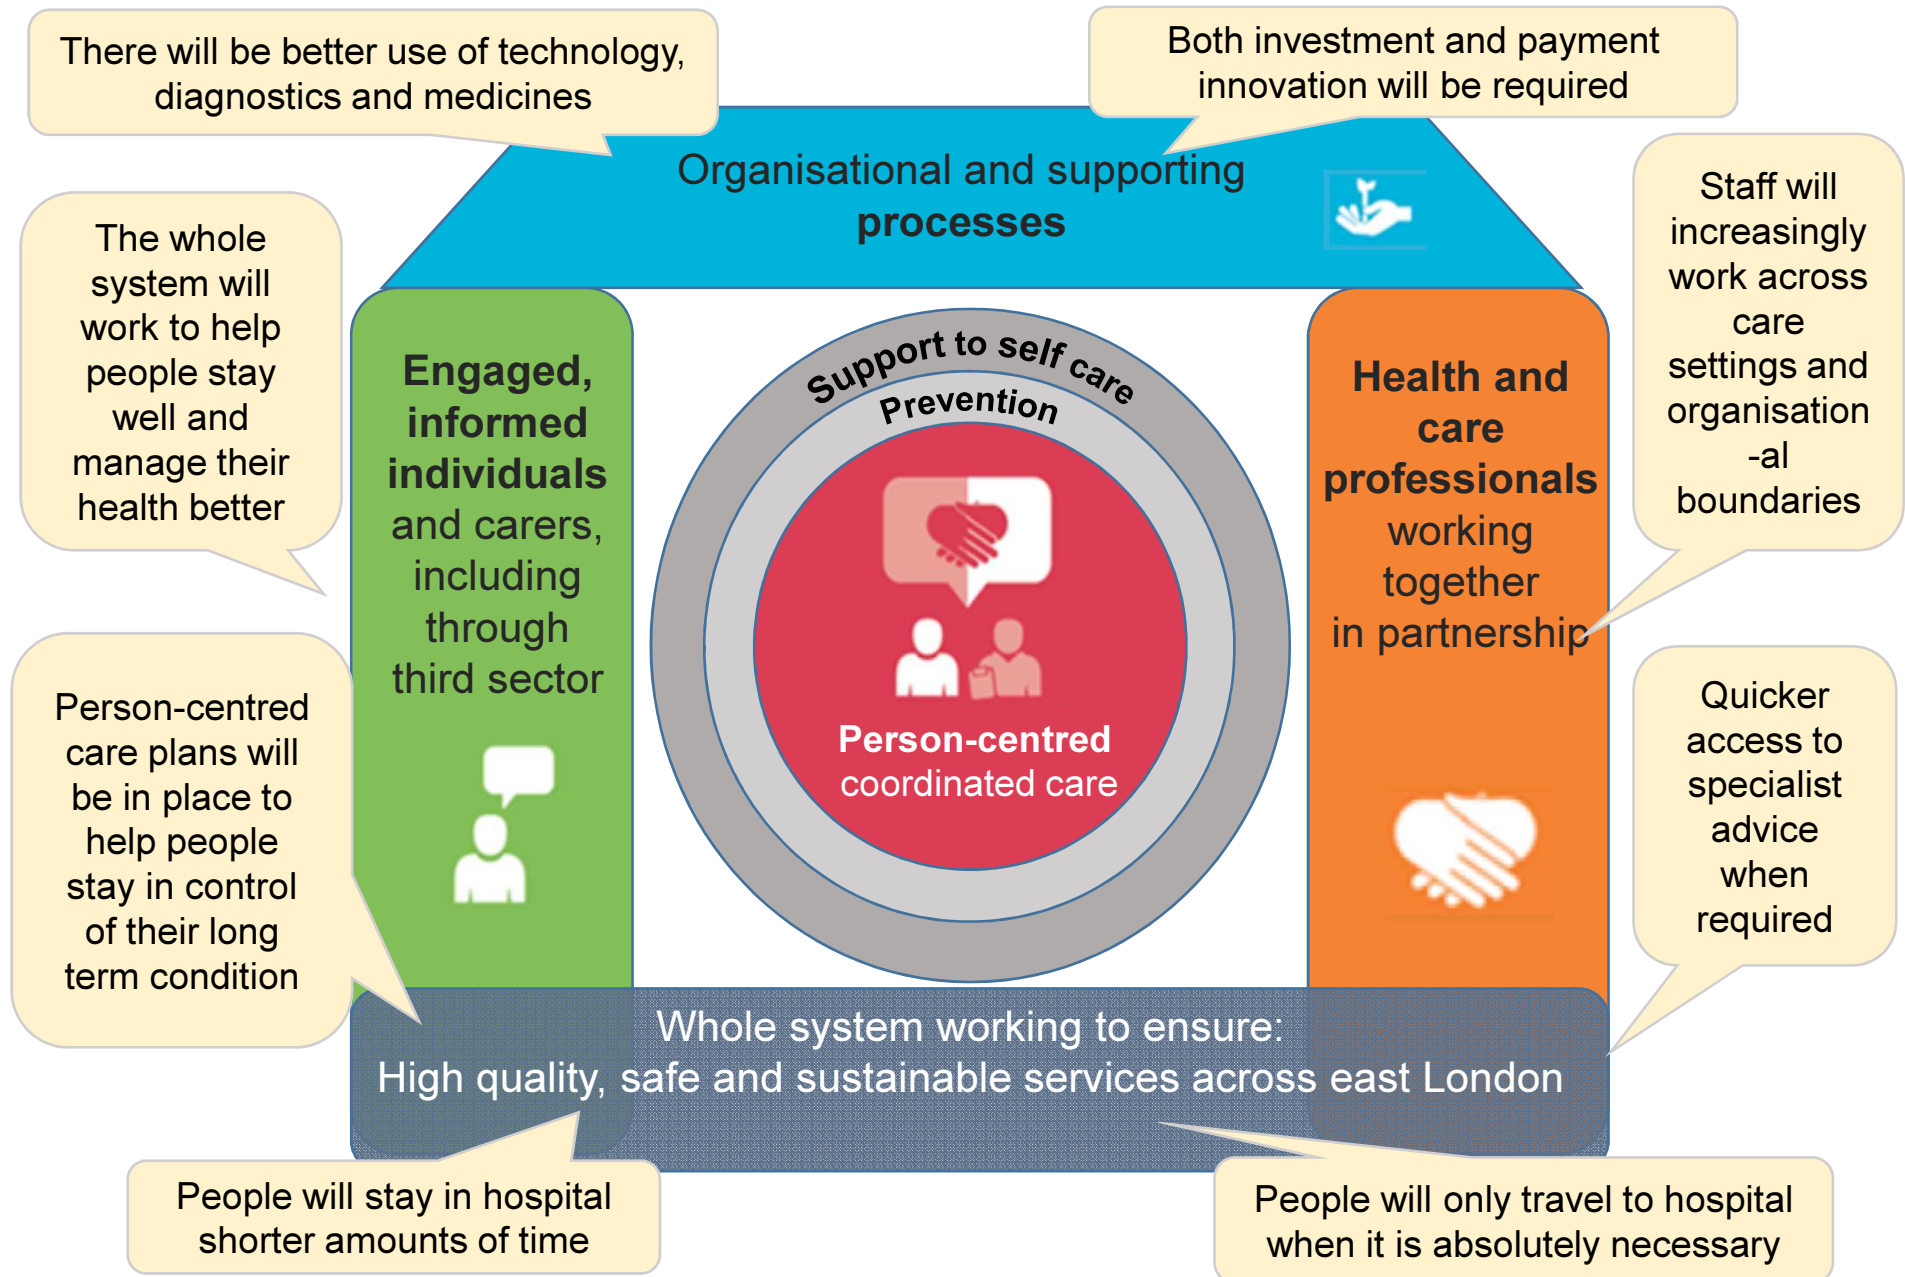 There will be better use of technology,
diagnostics and medicines
Both investment and payment
innovation will be required
Organisational and supporting
processes
The whole
system will
work to help
people stay
well and
manage their
health better
Staff will
increasingly
work across
care
settings and
organisation
-al
boundaries
Engaged,
informed
individuals
and carers,
including
through
third sector
Support to self care
Prevention
Person-centred
coordinated care
Health and
care
professionals
working
together
in partnership
Person-centred
care plans will
be in place to
help people
stay in control
of their long
term condition
Quicker
access to
specialist
advice
when
required
Whole system working to ensure:
High quality, safe and sustainable services across east London
People will stay in hospital
shorter amounts of time
People will only travel to hospital
when it is absolutely necessary